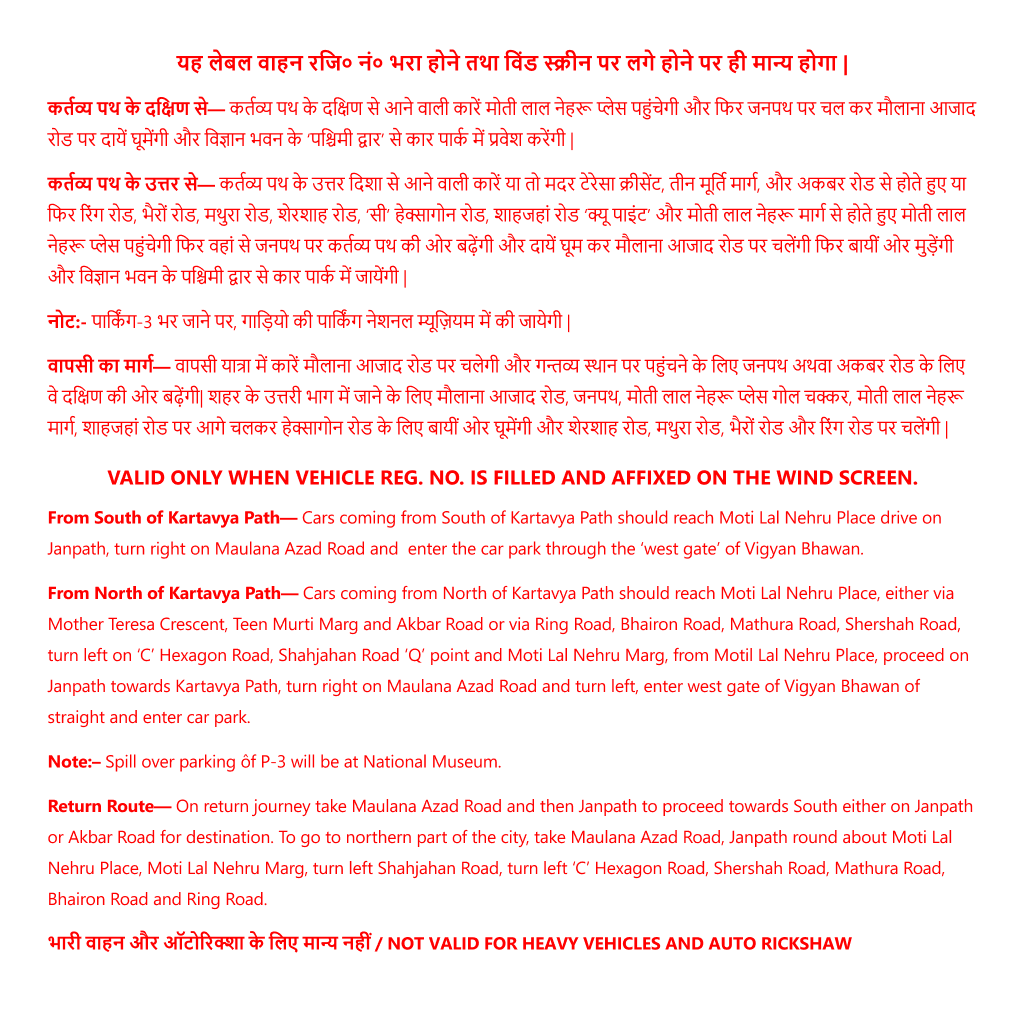 यह लेबल वाहन रजि० नं० भरा होने तथा विंड स्क्रीन पर लगे होने पर ही मान्य होगा |
कर्तव्य पथ के दक्षिण से— कर्तव्य पथ के दक्षिण से आने वाली कारें मोती लाल नेहरू प्लेस पहुंचेगी और फिर जनपथ पर चल कर मौलाना आजाद
रोड पर दायें घूमेंगी और विज्ञान भवन के ‘पश्चिमी द्वार’ से कार पार्क में प्रवेश करेंगी |
कर्तव्य पथ के उत्तर से— कर्तव्य पथ के उत्तर दिशा से आने वाली कारें या तो मदर टेरेसा क्रीसेंट, तीन मूर्ति मार्ग, और अकबर रोड से होते हुए या
फिर रिंग रोड, भैरों रोड, मथुरा रोड, शेरशाह रोड, ‘सी’ हेक्सागोन रोड, शाहजहां रोड ‘क्यू पाइंट’ और मोती लाल नेहरू मार्ग से होते हुए मोती लाल
नेहरू प्लेस पहुंचेगी फिर वहां से जनपथ पर कर्तव्य पथ की ओर बढ़ेंगी और दायें घूम कर मौलाना आजाद रोड पर चलेंगी फिर बायीं ओर मुड़ेंगी
और विज्ञान भवन के पश्चिमी द्वार से कार पार्क में जायेंगी |
नोट:- पार्किंग-3 भर जाने पर, गाड़ियो की पार्किंग नेशनल म्यूज़ियम में की जायेगी |
वापसी का मार्ग— वापसी यात्रा में कारें मौलाना आजाद रोड पर चलेगी और गन्तव्य स्थान पर पहुंचने के लिए जनपथ अथवा अकबर रोड के लिए
वे दक्षिण की ओर बढ़ेंगी| शहर के उत्तरी भाग में जाने के लिए मौलाना आजाद रोड, जनपथ, मोती लाल नेहरू प्लेस गोल चक्कर, मोती लाल नेहरू
मार्ग, शाहजहां रोड पर आगे चलकर हेक्सागोन रोड के लिए बायीं ओर घूमेंगी और शेरशाह रोड, मथुरा रोड, भैरों रोड और रिंग रोड पर चलेंगी |
VALID ONLY WHEN VEHICLE REG. NO. IS FILLED AND AFFIXED ON THE WIND SCREEN.
From South of Kartavya Path— Cars coming from South of Kartavya Path should reach Moti Lal Nehru Place drive on
Janpath, turn right on Maulana Azad Road and enter the car park through the ‘west gate’ of Vigyan Bhawan.
From North of Kartavya Path— Cars coming from North of Kartavya Path should reach Moti Lal Nehru Place, either via
Mother Teresa Crescent, Teen Murti Marg and Akbar Road or via Ring Road, Bhairon Road, Mathura Road, Shershah Road,
turn left on ‘C’ Hexagon Road, Shahjahan Road ‘Q’ point and Moti Lal Nehru Marg, from Motil Lal Nehru Place, proceed on
Janpath towards Kartavya Path, turn right on Maulana Azad Road and turn left, enter west gate of Vigyan Bhawan of
straight and enter car park.
Note:– Spill over parking ôf P-3 will be at National Museum.
Return Route— On return journey take Maulana Azad Road and then Janpath to proceed towards South either on Janpath
or Akbar Road for destination. To go to northern part of the city, take Maulana Azad Road, Janpath round about Moti Lal
Nehru Place, Moti Lal Nehru Marg, turn left Shahjahan Road, turn left ‘C’ Hexagon Road, Shershah Road, Mathura Road,
Bhairon Road and Ring Road.
भारी वाहन और ऑटोरिक्शा के लिए मान्य नहीं / NOT VALID FOR HEAVY VEHICLES AND AUTO RICKSHAW